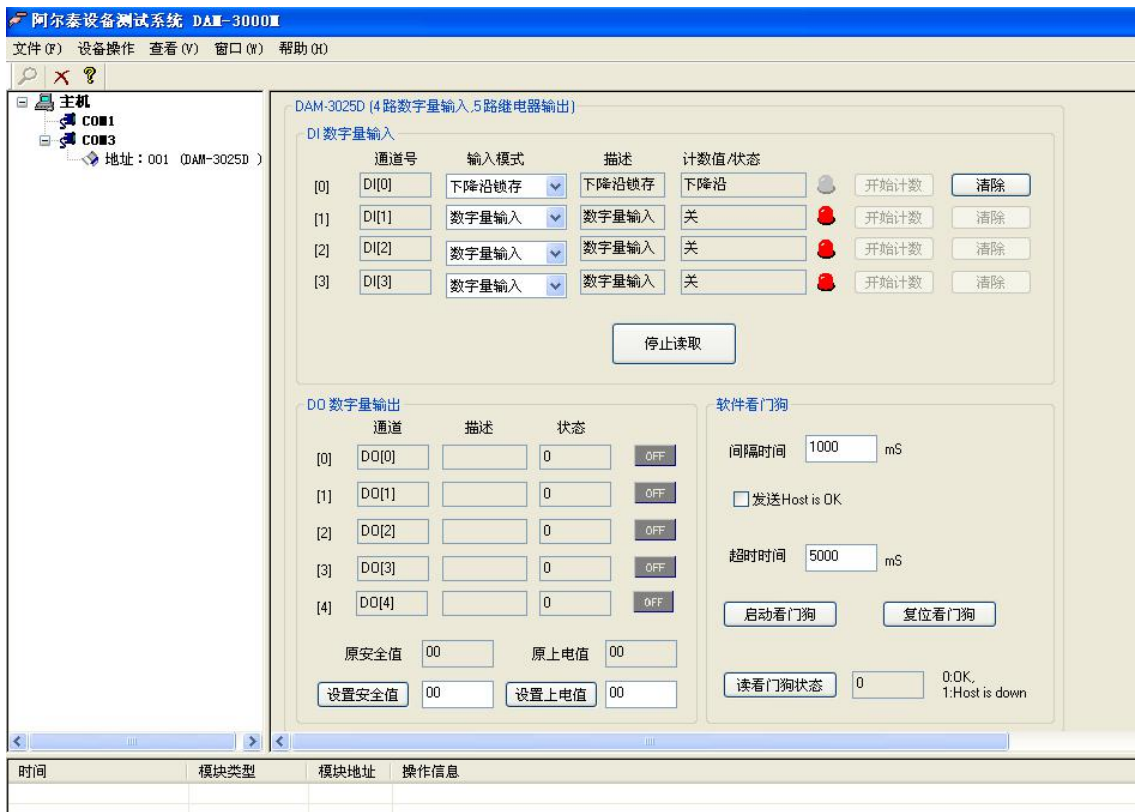 阿尔泰设备测试系统 DAM-3000M
文件(F) 设备操作 查看(V) 窗口(W) 帮助(H)
主机
COM1
COM3
地址：001 (DAM-3025D )
DAM-3025D (4路数字量输入,5路继电器输出)
DI 数字量输入
通道号 输入模式 描述 计数值/状态
[0] DI[0] 下降沿锁存 下降沿锁存 下降沿 开始计数 清除
[1] DI[1] 数字量输入 数字量输入 关 开始计数 清除
[2] DI[2] 数字量输入 数字量输入 关 开始计数 清除
[3] DI[3] 数字量输入 数字量输入 关 开始计数 清除
停止读取
DO 数字量输出
通道 描述 状态
[0] DO[0] 0 OFF
[1] DO[1] 0 OFF
[2] DO[2] 0 OFF
[3] DO[3] 0 OFF
[4] DO[4] 0 OFF
原安全值 00 原上电值 00
设置安全值 00 设置上电值 00
软件看门狗
间隔时间 1000 mS
发送Host is OK
超时时间 5000 mS
启动看门狗 复位看门狗
读看门狗状态 0 0:OK,
1:Host is down
时间 模块类型 模块地址 操作信息